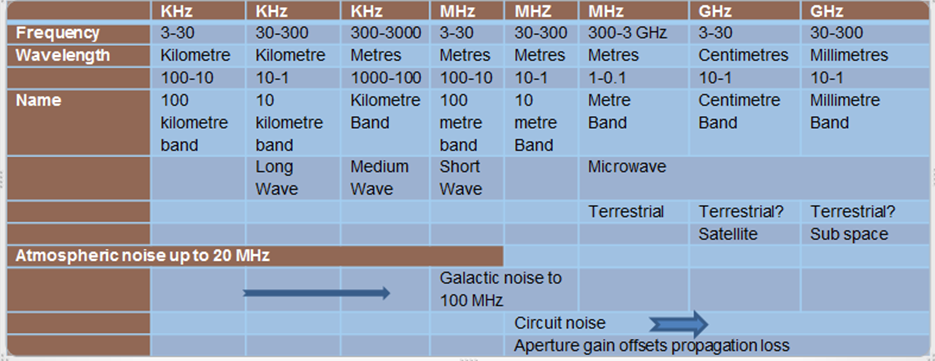 KHz KHz KHz MHz MHZ MHz GHz GHz
Frequency 3-30 30-300 300-3000 3-30 30-300 300-3 GHz 3-30 30-300
Wavelength Kilometre Kilometre Metres Metres Metres Metres Centimetres Millimetres
100-10 10-1 1000-100 100-10 10-1 1-0.1 10-1 10-1
Name 100 10 Kilometre 100 10 Metre Centimetre Millimetre
kilometre kilometre Band metre metre Band Band Band
band band band Band
Long Medium Short Microwave
Wave Wave Wave
Terrestrial Terrestrial? Terrestrial?
Satellite Sub space
Atmospheric noise up to 20 MHz
Galactic noise to
100 MHz
Circuit noise
Aperture gain offsets propagation loss